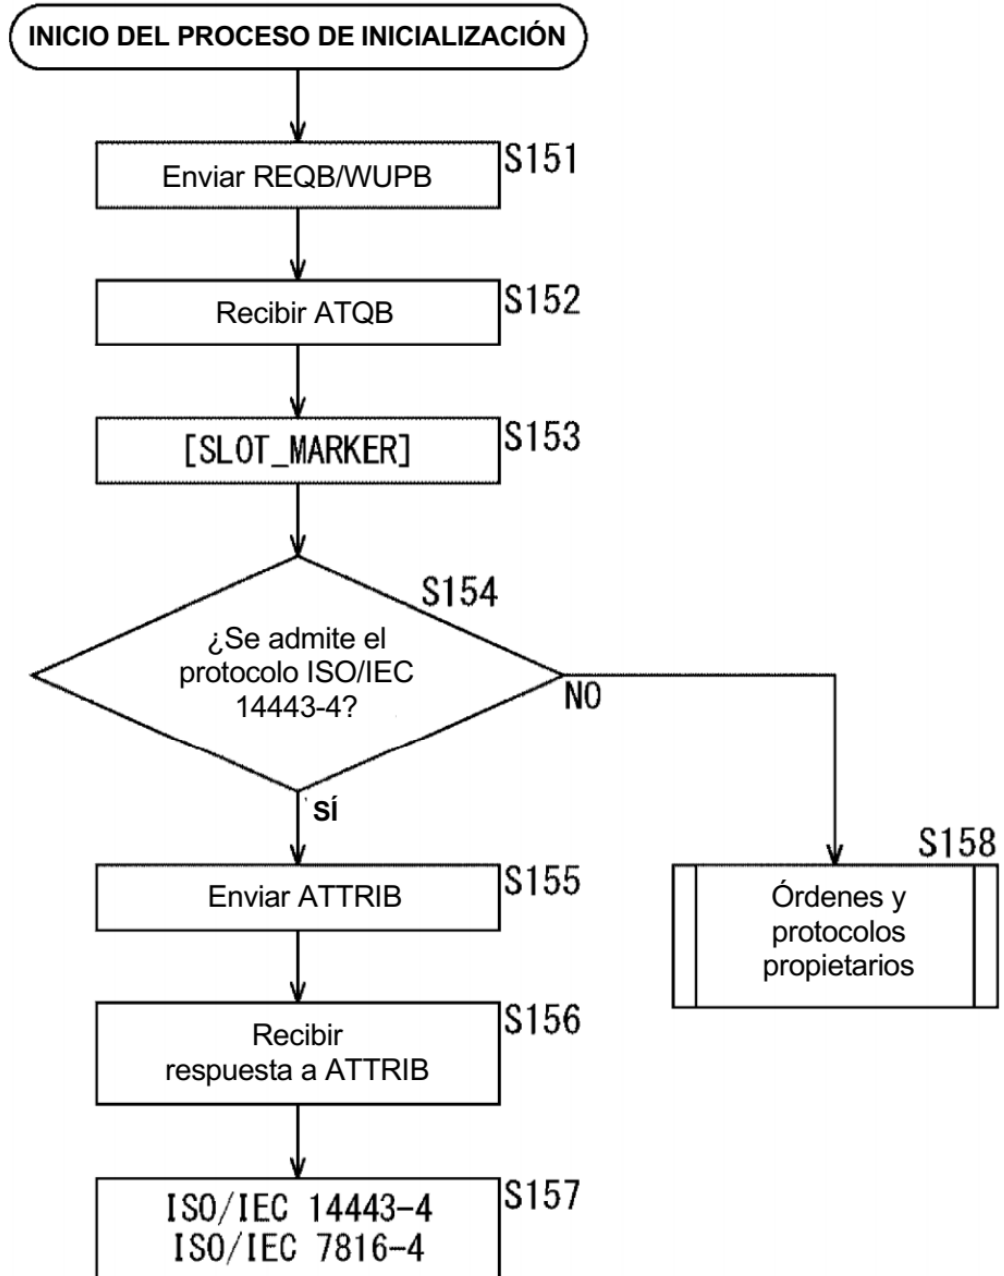 INICIO DEL PROCESO DE INICIALIZACIÓN
Enviar REQB/WUPB
S151
Recibir ATQB
S152
[SLOT_MARKER]
S153
S154
¿Se admite el
protocolo ISO/IEC
14443-4?
NO
SÍ
Enviar ATTRIB
S155
S158
Órdenes y
protocolos
propietarios
Recibir
respuesta a ATTRIB
S156
ISO/IEC 14443-4
ISO/IEC 7816-4
S157